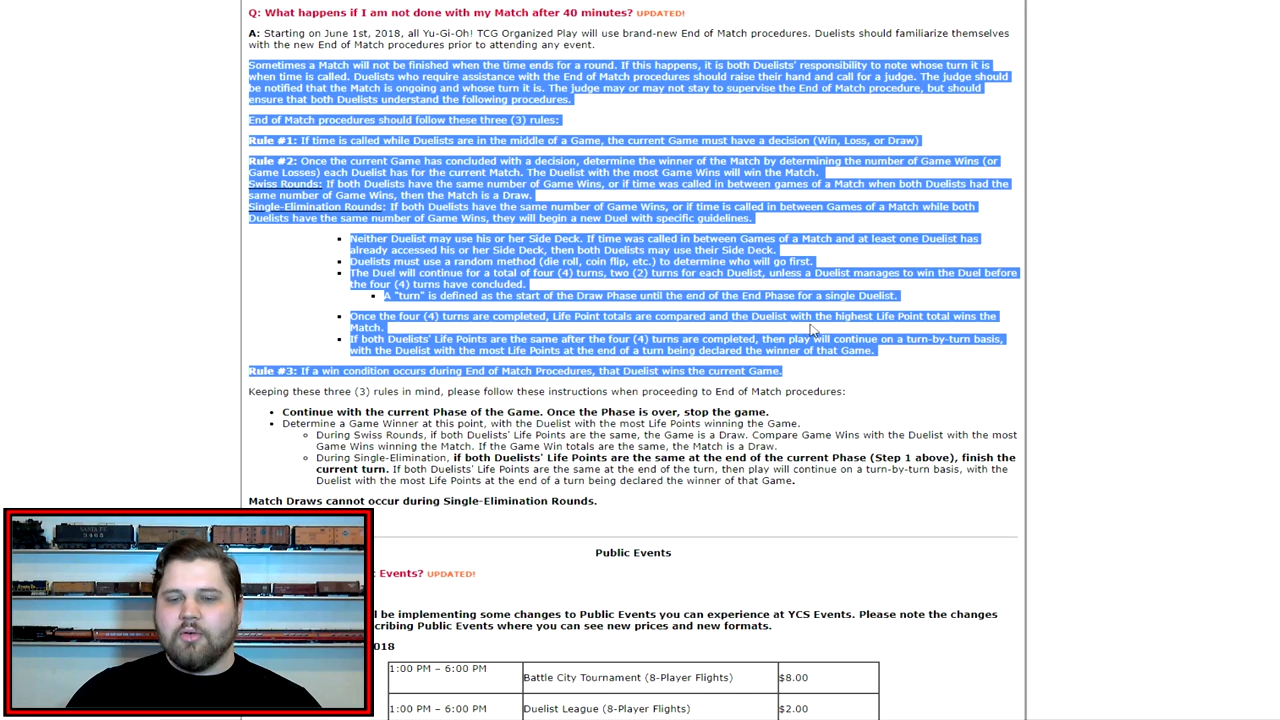 Q: What happens if I am not done with my Match after 40 minutes? UPDATED!
A: Starting on June 1st, 2018, all Yu-Gi-Oh! TCG Organized Play will use brand-new End of Match procedures. Duelists should familiarize themselves
with the new End of Match procedures prior to attending any event.
Sometimes a Match will not be finished when the time ends for a round. If this happens, it is both Duelists' responsibility to note whose turn it is
when time is called. Duelists who require assistance with the End of Match procedures should raise their hand and call for a judge. The judge should
be notified that the Match is ongoing and whose turn it is. The judge may or may not stay to supervise the End of Match procedure, but should
ensure that both Duelists understand the following procedures.
End of Match procedures should follow these three (3) rules:
Rule #1: If time is called while Duelists are in the middle of a Game, the current Game must have a decision (Win, Loss, or Draw)
Rule #2: Once the current Game has concluded with a decision, determine the winner of the Match by determining the number of Game Wins (or
Game Losses) each Duelist has for the current Match. The Duelist with the most Game Wins will win the Match.
Swiss Rounds: If both Duelists have the same number of Game Wins, or if time was called in between games of a Match when both Duelists had the
same number of Game Wins, then the Match is a Draw.
Single-Elimination Rounds: If both Duelists have the same number of Game Wins, or if time is called in between Games of a Match while both
Duelists have the same number of Game Wins, they will begin a new Duel with specific guidelines.
Neither Duelist may use his or her Side Deck. If time was called in between Games of a Match and at least one Duelist has
already accessed his or her Side Deck, then both Duelists may use their Side Deck.
Duelists must use a random method (die roll, coin flip, etc.) to determine who will go first.
The Duel will continue for a total of four (4) turns, two (2) turns for each Duelist, unless a Duelist manages to win the Duel before
the four (4) turns have concluded.
A "turn" is defined as the start of the Draw Phase until the end of the End Phase for a single Duelist.
Once the four (4) turns are completed, Life Point totals are compared and the Duelist with the highest Life Point total wins the
Match.
If both Duelists' Life Points are the same after the four (4) turns are completed, then play will continue on a turn-by-turn basis,
with the Duelist with the most Life Points at the end of a turn being declared the winner of that Game.
Rule #3: If a win condition occurs during End of Match Procedures, that Duelist wins the current Game.
Keeping these three (3) rules in mind, please follow these instructions when proceeding to End of Match procedures:
Continue with the current Phase of the Game. Once the Phase is over, stop the game.
Determine a Game Winner at this point, with the Duelist with the most Life Points winning the Game.
During Swiss Rounds, if both Duelists' Life Points are the same, the Game is a Draw. Compare Game Wins with the Duelist with the most
Game Wins winning the Match. If the Game Win totals are the same, the Match is a Draw.
During Single-Elimination, if both Duelists' Life Points are the same at the end of the current Phase (Step 1 above), finish the
current turn. If both Duelists' Life Points are the same at the end of the turn, then play will continue on a turn-by-turn basis, with the
Duelist with the most Life Points at the end of a turn being declared the winner of that Game.
Match Draws cannot occur during Single-Elimination Rounds.
Public Events
Events? UPDATED!
be implementing some changes to Public Events you can experience at YCS Events. Please note the changes
cribing Public Events where you can see new prices and new formats.
018
1:00 PM – 6:00 PM Battle City Tournament (8-Player Flights) $8.00
1:00 PM – 6:00 PM Duelist League (8-Player Flights) $2.00
SANTA FE
3465